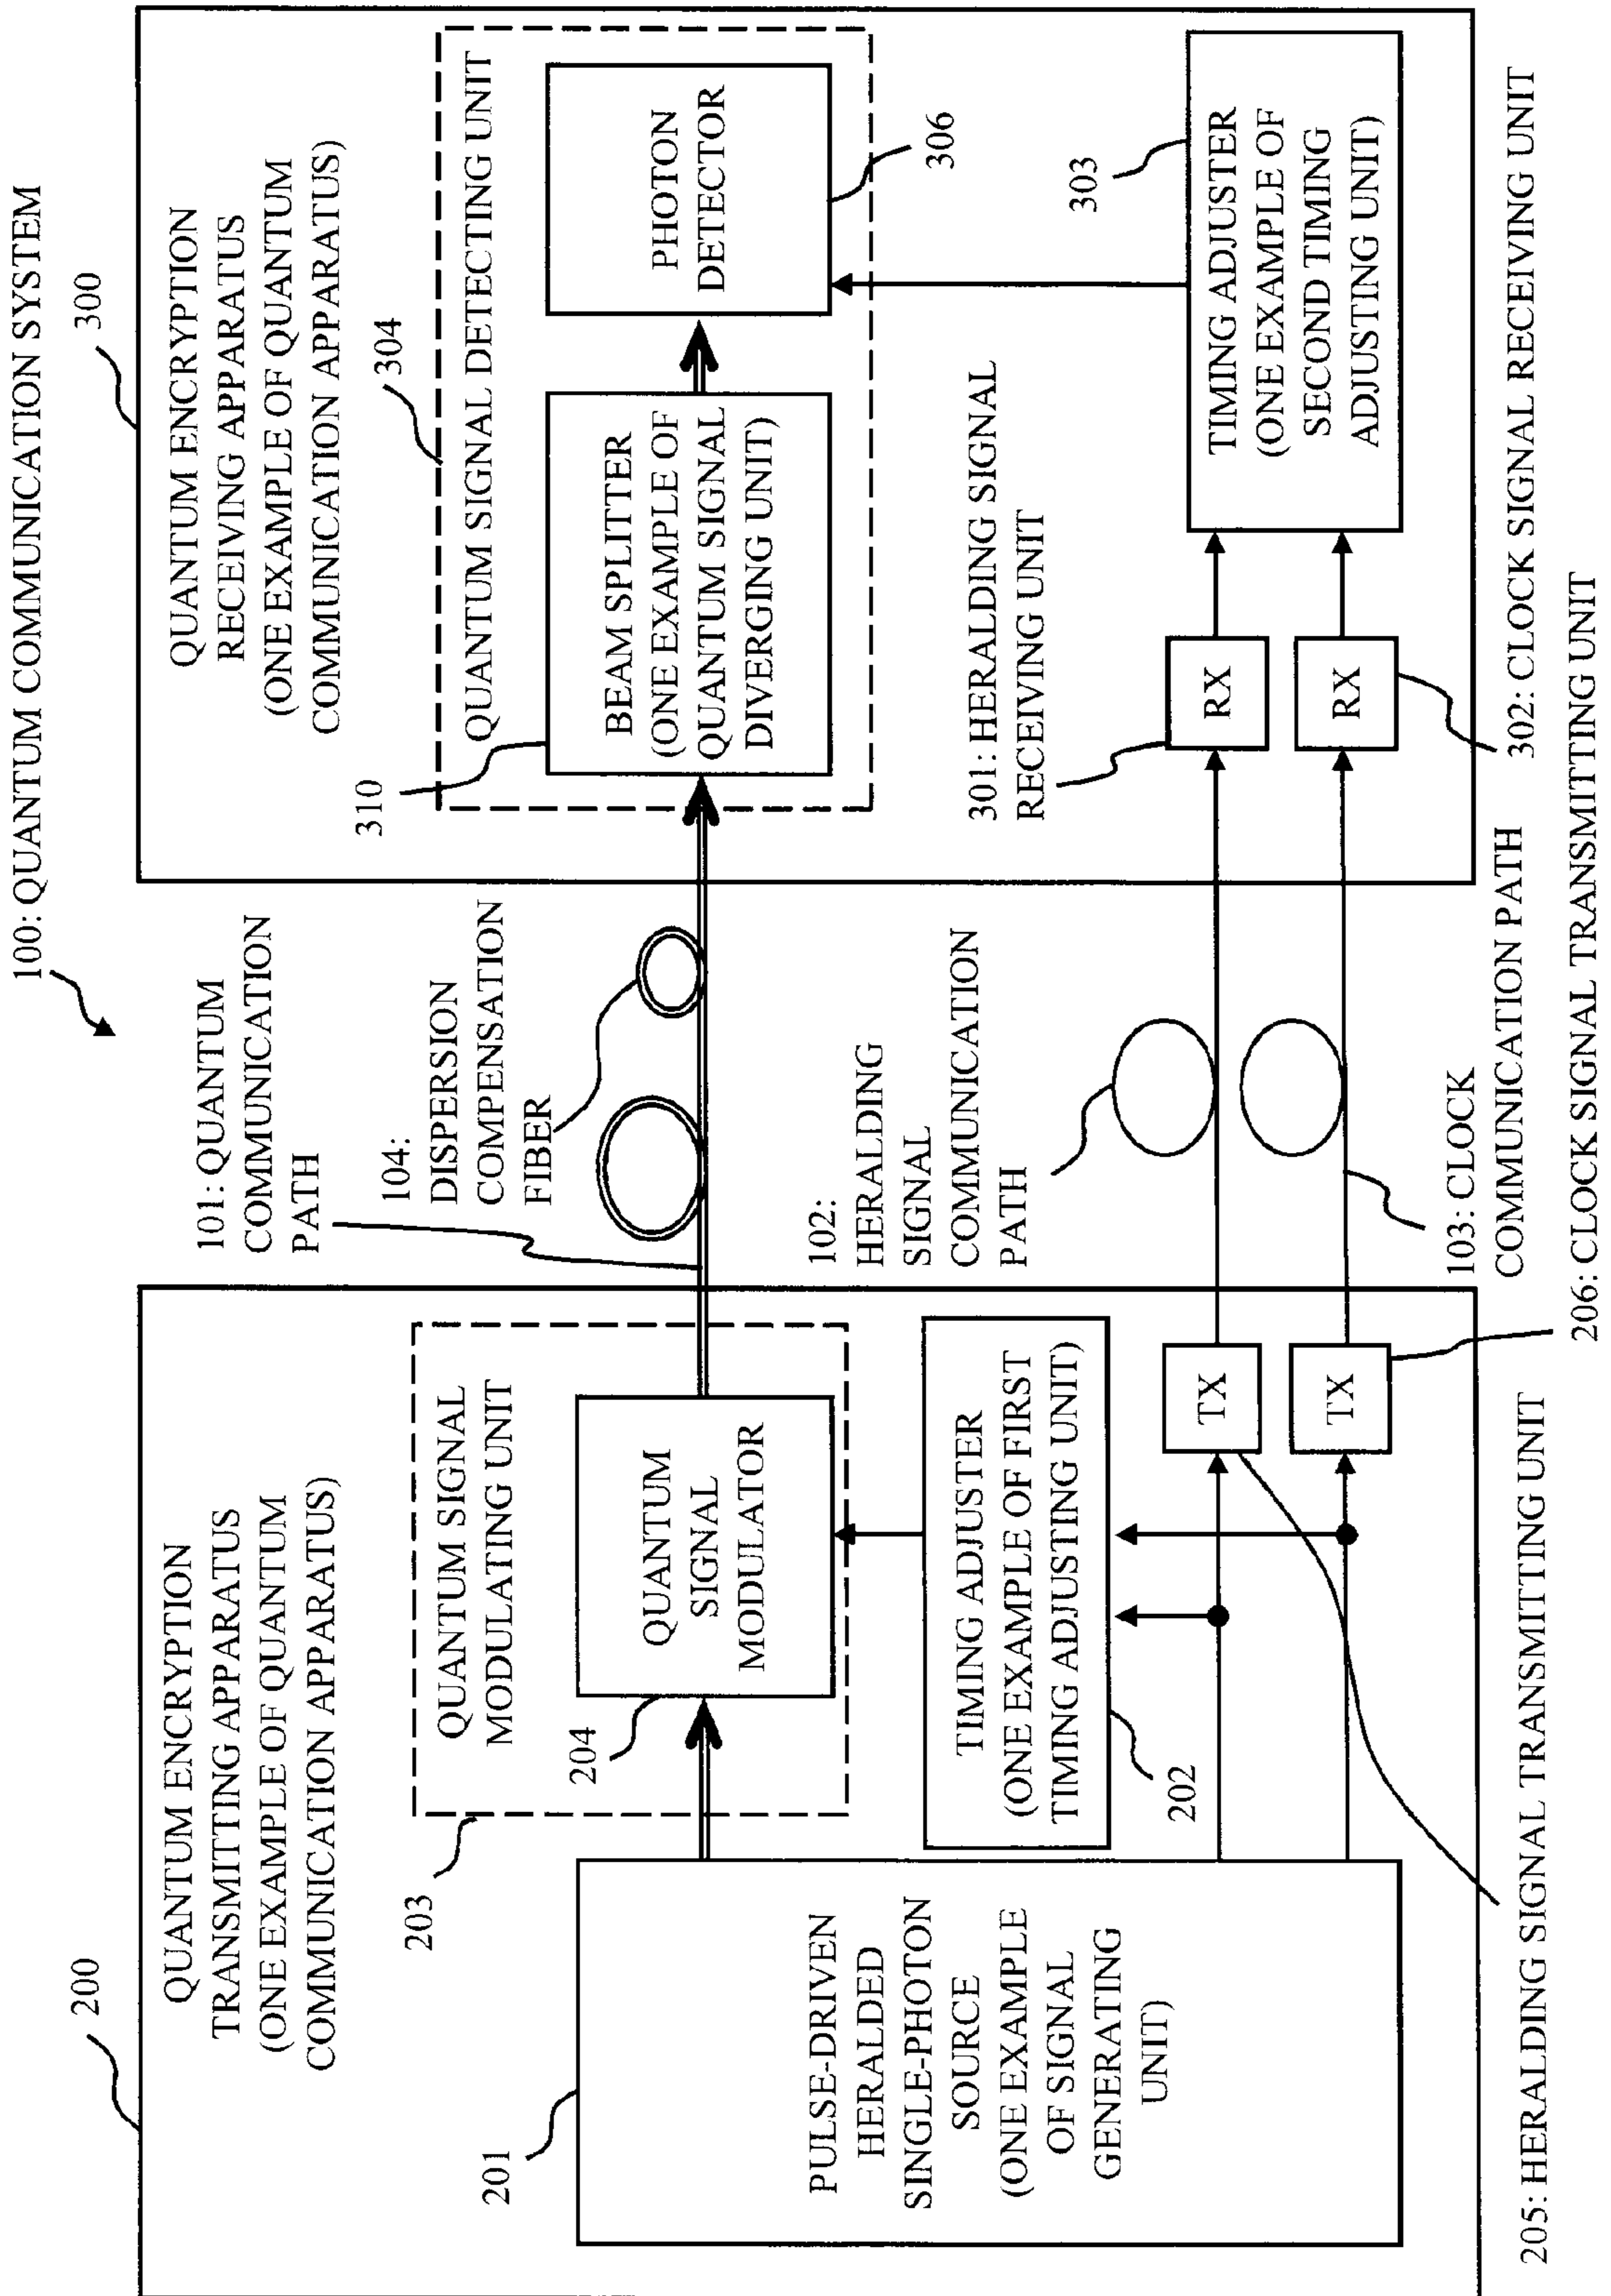 100: QUANTUM COMMUNICATION SYSTEM
200
QUANTUM ENCRYPTION
TRANSMITTING APPARATUS
(ONE EXAMPLE OF QUANTUM
COMMUNICATION APPARATUS)
201
PULSE-DRIVEN
HERALDED
SINGLE-PHOTON
SOURCE
(ONE EXAMPLE
OF SIGNAL
GENERATING
UNIT)
203
QUANTUM SIGNAL
MODULATING UNIT
204
QUANTUM
SIGNAL
MODULATOR
TIMING ADJUSTER
(ONE EXAMPLE OF FIRST
TIMING ADJUSTING UNIT)
202
TX
TX
205: HERALDING SIGNAL TRANSMITTING UNIT
206: CLOCK SIGNAL TRANSMITTING UNIT
101: QUANTUM
COMMUNICATION
PATH
104:
DISPERSION
COMPENSATION
FIBER
102:
HERALDING
SIGNAL
COMMUNICATION
PATH
103: CLOCK
COMMUNICATION PATH
300
QUANTUM ENCRYPTION
RECEIVING APPARATUS
(ONE EXAMPLE OF QUANTUM
COMMUNICATION APPARATUS)
304
QUANTUM SIGNAL DETECTING UNIT
310
BEAM SPLITTER
(ONE EXAMPLE OF
QUANTUM SIGNAL
DIVERGING UNIT)
PHOTON
DETECTOR
306
301: HERALDING SIGNAL
RECEIVING UNIT
RX
RX
303
TIMING ADJUSTER
(ONE EXAMPLE OF
SECOND TIMING
ADJUSTING UNIT)
302: CLOCK SIGNAL RECEIVING UNIT